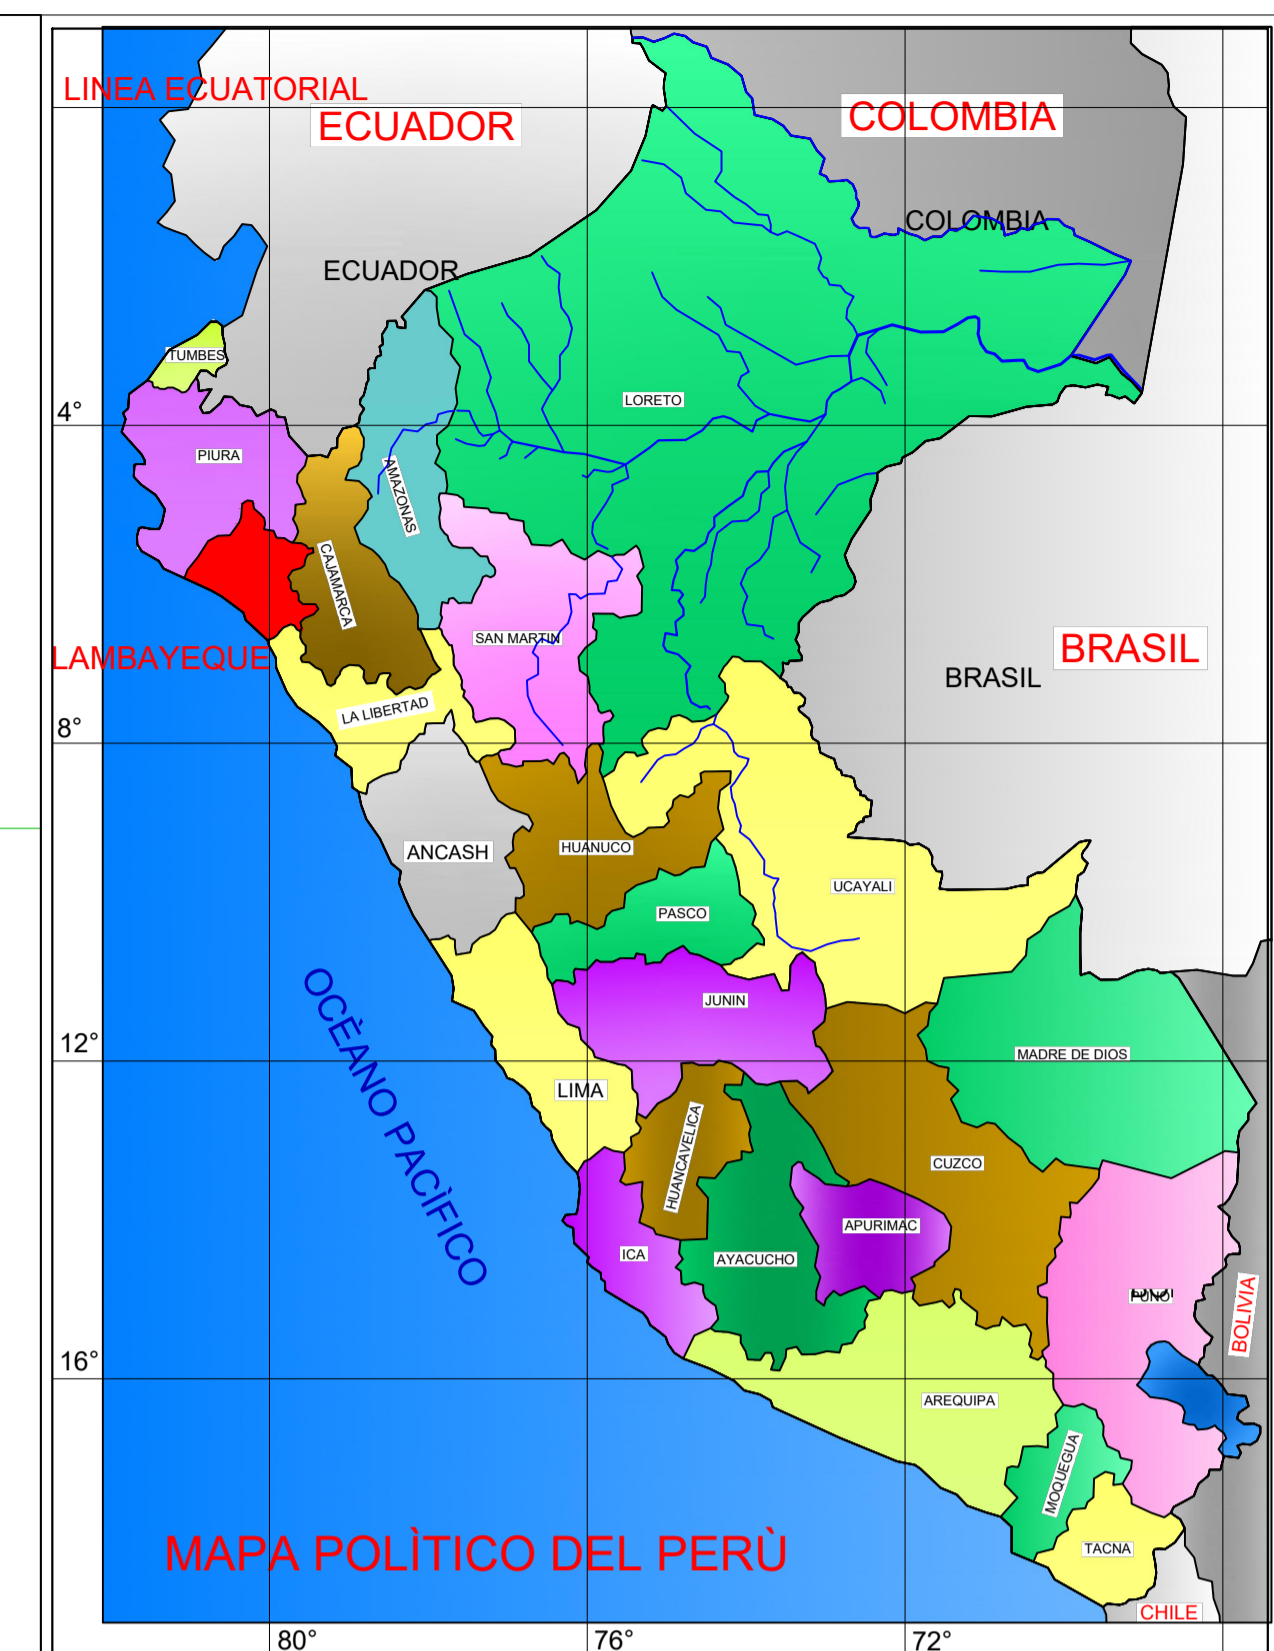 LINEA ECUATORIAL
ECUADOR
COLOMBIA
COLOMBIA
ECUADOR
TUMBES
LORETO
4°
PIURA
AMAZONAS
CAJAMARCA
SAN MARTIN
LAMBAYEQUE
BRASIL
BRASIL
LA LIBERTAD
8°
ANCASH
HUANUCO
UCAYALI
PASCO
JUNIN
OCÈANO PACÌFICO
12°
MADRE DE DIOS
LIMA
HUANCAVELICA
CUZCO
APURIMAC
ICA
AYACUCHO
PUNO
BOLIVIA
16°
AREQUIPA
MOQUEGUA
MAPA POLÌTICO DEL PERÙ
TACNA
CHILE
80°
76°
72°